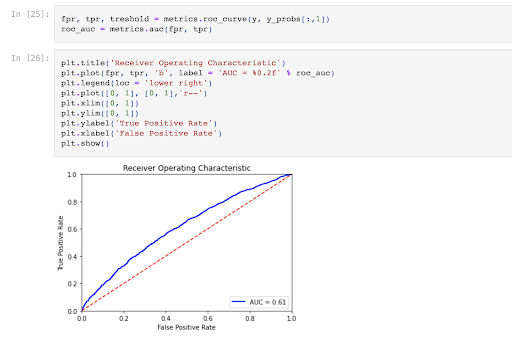 In [25]:
fpr, tpr, treshold = metrics.roc_curve(y, y_probs[:,1])
roc_auc = metrics.auc(fpr, tpr)
In [26]:
plt.title('Receiver Operating Characteristic')
plt.plot(fpr, tpr, 'b', label = 'AUC = %0.2f' % roc_auc)
plt.legend(loc = 'lower right')
plt.plot([0, 1], [0, 1],'r--')
plt.xlim([0, 1])
plt.ylim([0, 1])
plt.ylabel('True Positive Rate')
plt.xlabel('False Positive Rate')
plt.show()
Receiver Operating Characteristic
True Positive Rate
1.0
0.8
0.6
0.4
0.2
0.0
AUC = 0.61
0.0 0.2 0.4 0.6 0.8 1.0
False Positive Rate